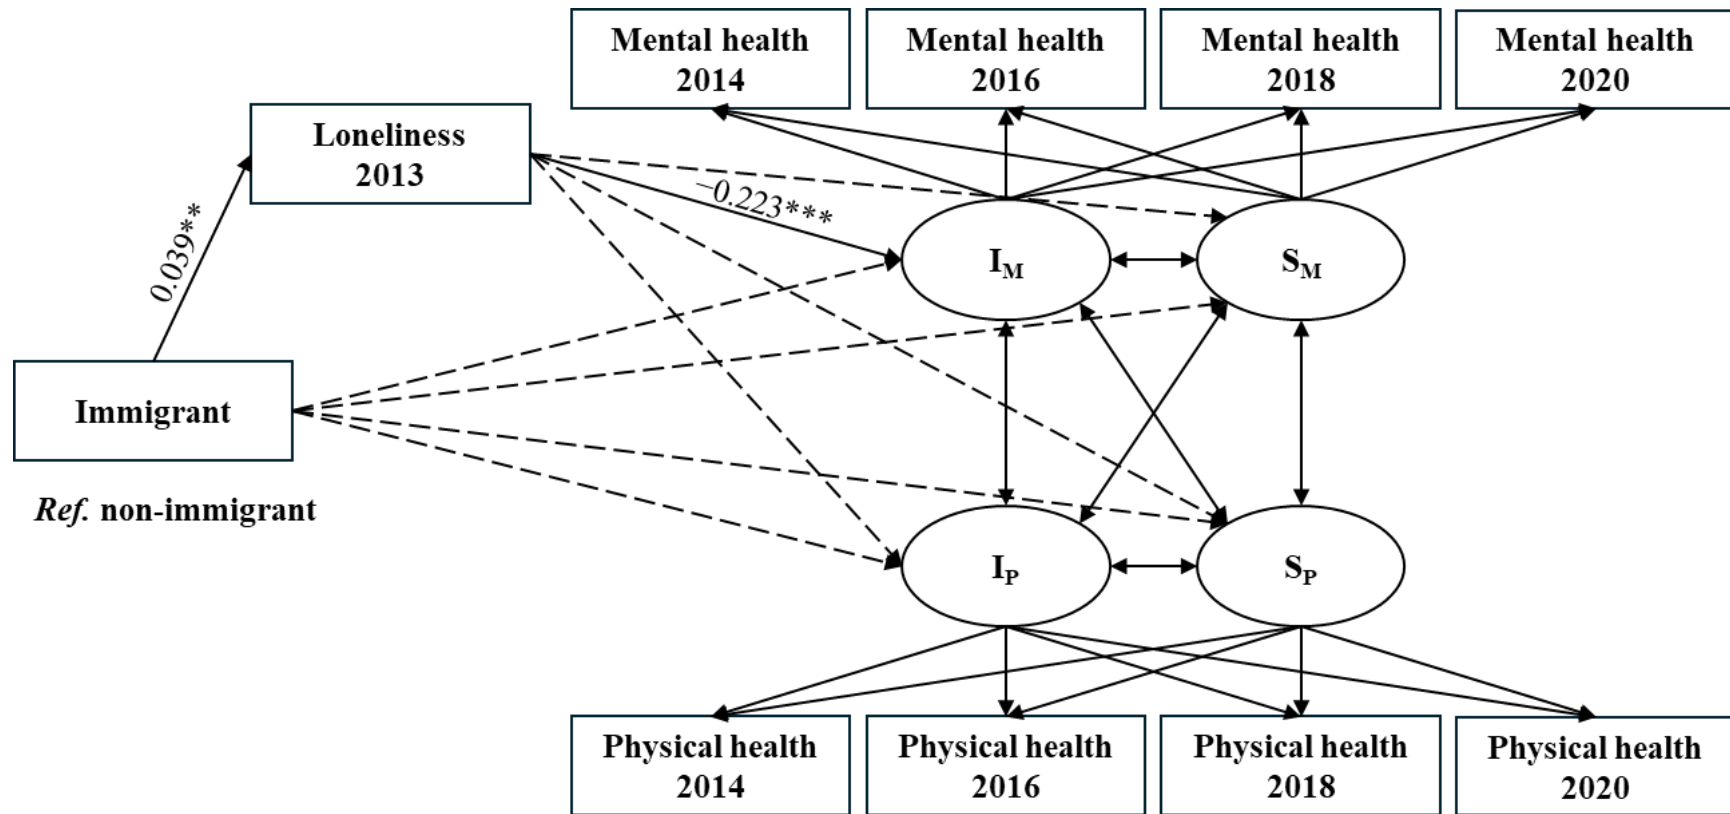 Mental health
2014
Mental health
2016
Mental health
2018
Mental health
2020
Loneliness
2013
−0.223***
0.039**
I_M
S_M
Immigrant
Ref. non-immigrant
I_P
S_P
Physical health
2014
Physical health
2016
Physical health
2018
Physical health
2020